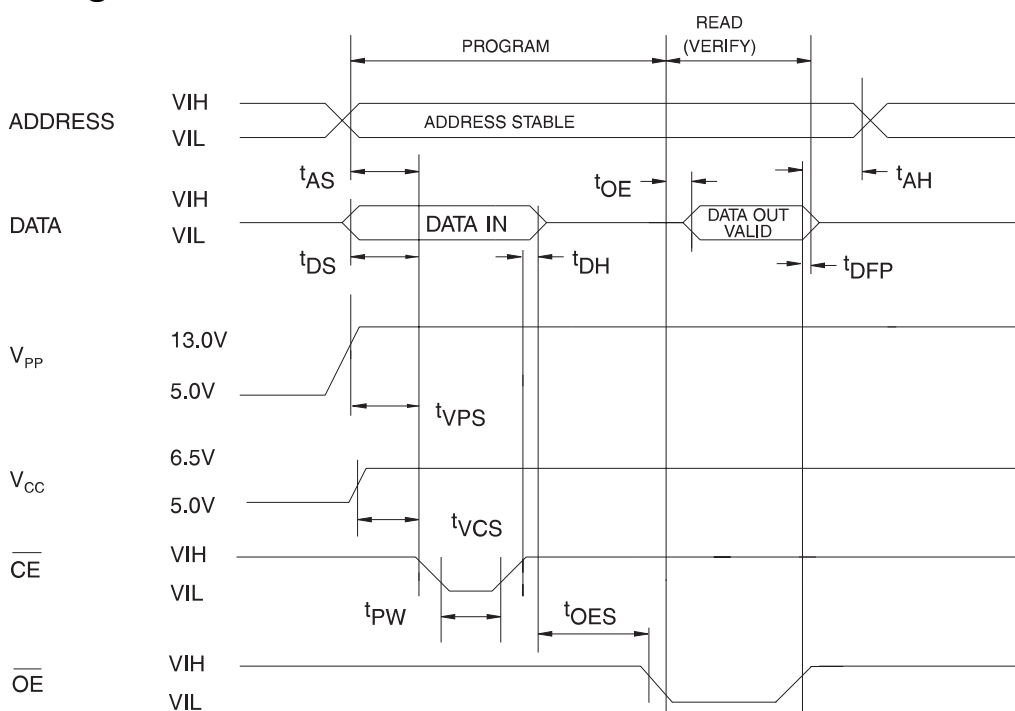 READ
PROGRAM (VERIFY)
ADDRESS VIH
VIL
ADDRESS STABLE
tAS
tOE
tAH
DATA VIH
VIL
DATA IN
DATA OUT
VALID
tDS
tDH
tDFP
VPP 13.0V
5.0V
tVPS
VCC 6.5V
5.0V
tVCS
CE VIH
VIL
tPW
tOES
OE VIH
VIL